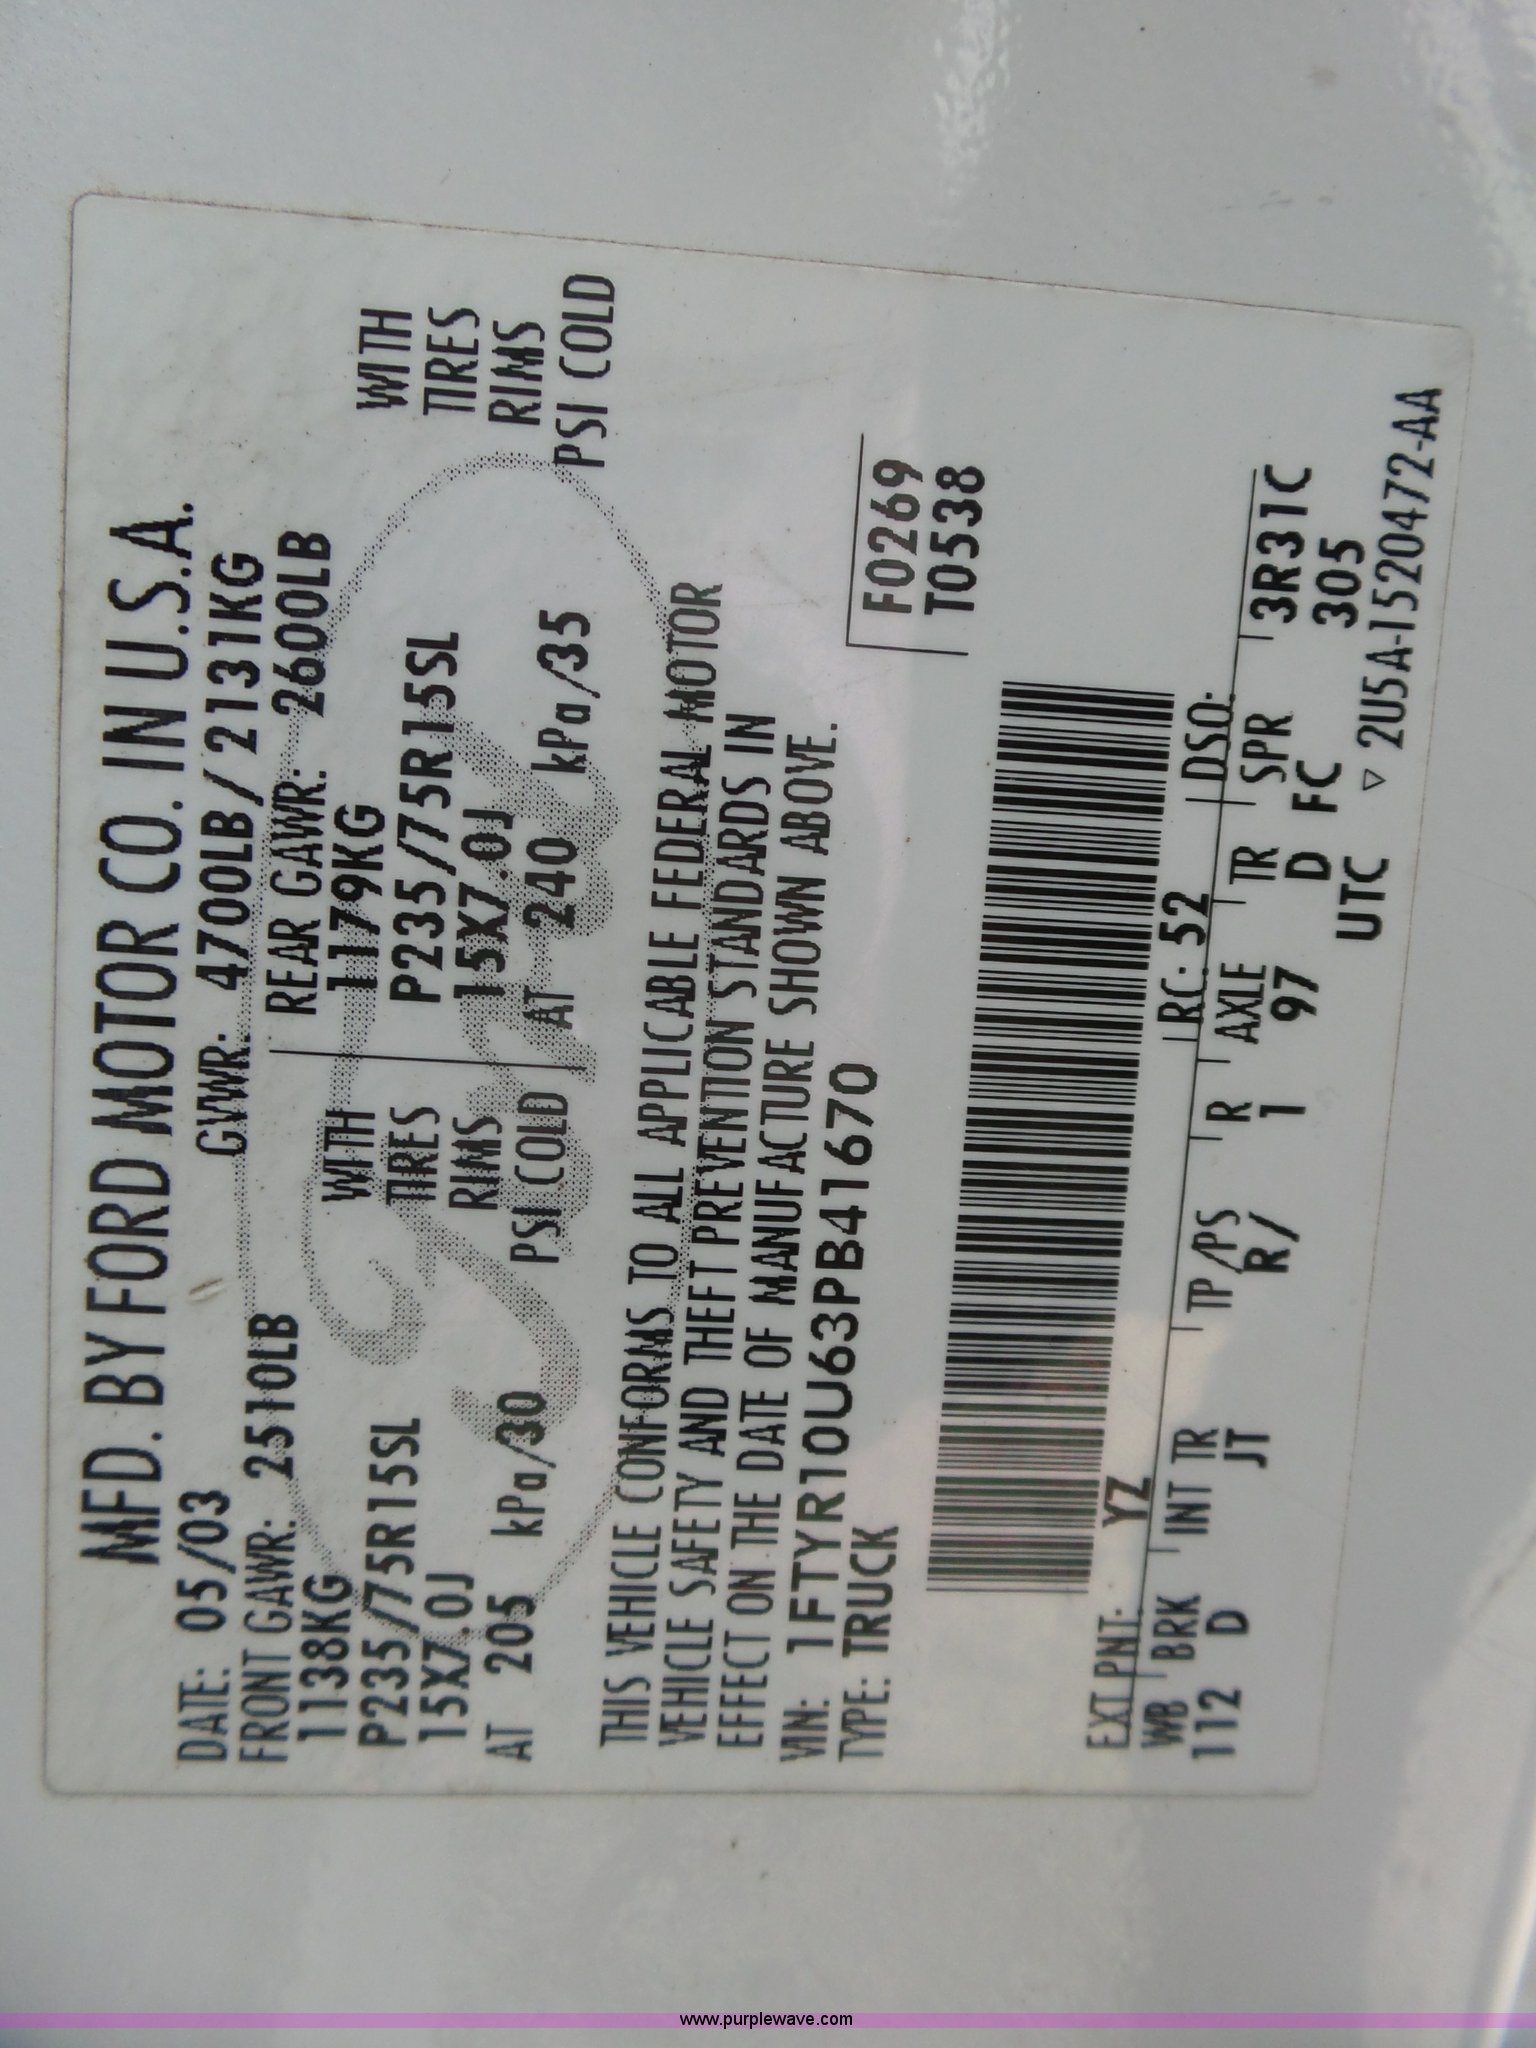 MFD. BY FORD MOTOR CO. IN U.S.A.
DATE: 05/03 GVWR: 4700LB/2131KG
FRONT GAWR: 2510LB REAR GAWR: 2600LB
1138KG WITH 1179KG WITH
P235/75R15SL TIRES P235/75R15SL TIRES
15X7.0J RIMS 15X7.0J RIMS
AT 205 kPa/30 PSI COLD AT 240 kPa/35 PSI COLD
THIS VEHICLE CONFORMS TO ALL APPLICABLE FEDERAL MOTOR
VEHICLE SAFETY AND THEFT PREVENTION STANDARDS IN
EFFECT ON THE DATE OF MANUFACTURE SHOWN ABOVE.
VIN: 1FTYR10U63PB41670
TYPE: TRUCK
F0269
T0538
EXT PNT: YZ RC: 52 DSO:
WB BRK INT TR TP/PS R AXLE TR SPR 3R31C
112 D JT R/ 1 97 D FC 305
UTC ▽ 2U5A-1520472-AA
Ford
www.purplewave.com